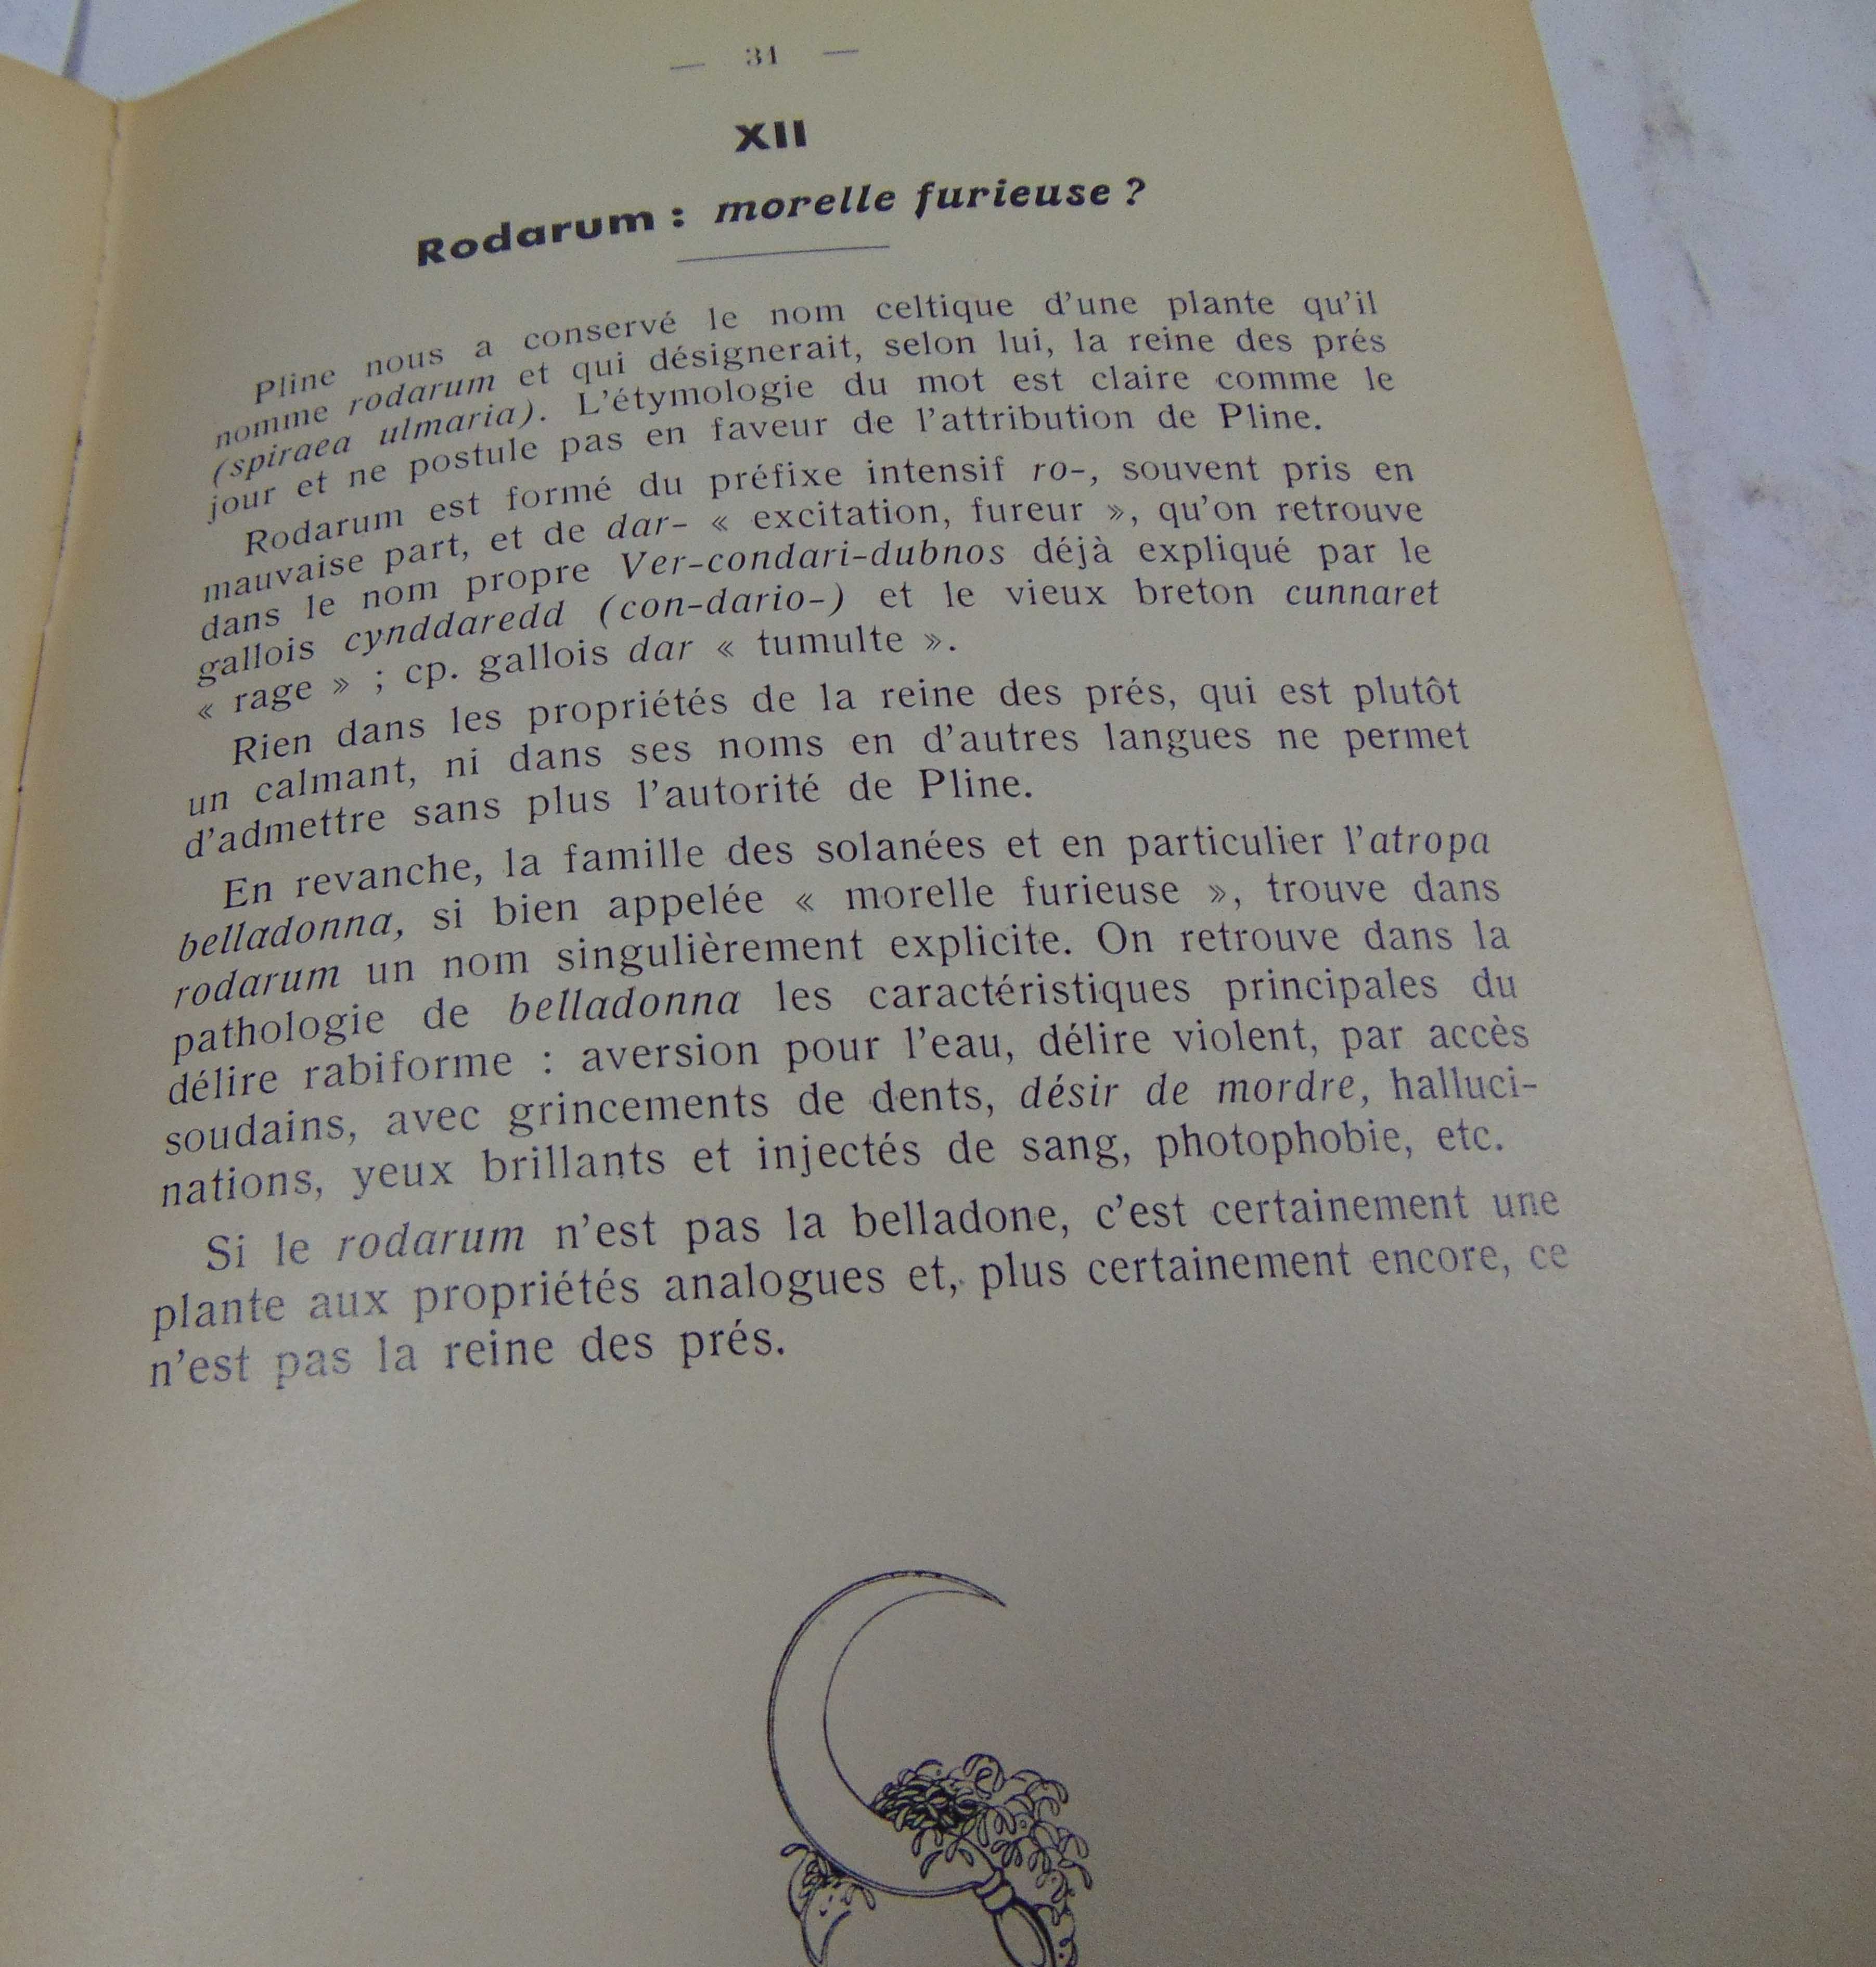 — 31 —
XII
Rodarum : morelle furieuse ?
Pline nous a conservé le nom celtique d'une plante qu'il
nomme rodarum et qui désignerait, selon lui, la reine des prés
(spiraea ulmaria). L'étymologie du mot est claire comme le
jour et ne postule pas en faveur de l'attribution de Pline.
Rodarum est formé du préfixe intensif ro-, souvent pris en
mauvaise part, et de dar- « excitation, fureur », qu'on retrouve
dans le nom propre Ver-condari-dubnos déjà expliqué par le
gallois cynddaredd (con-dario-) et le vieux breton cunnaret
« rage » ; cp. gallois dar « tumulte ».
Rien dans les propriétés de la reine des prés, qui est plutôt
un calmant, ni dans ses noms en d'autres langues ne permet
d'admettre sans plus l'autorité de Pline.
En revanche, la famille des solanées et en particulier l'atropa
belladonna, si bien appelée « morelle furieuse », trouve dans
rodarum un nom singulièrement explicite. On retrouve dans la
pathologie de belladonna les caractéristiques principales du
délire rabiforme : aversion pour l'eau, délire violent, par accès
soudains, avec grincements de dents, désir de mordre, halluci-
nations, yeux brillants et injectés de sang, photophobie, etc.
Si le rodarum n'est pas la belladone, c'est certainement une
plante aux propriétés analogues et, plus certainement encore, ce
n'est pas la reine des prés.